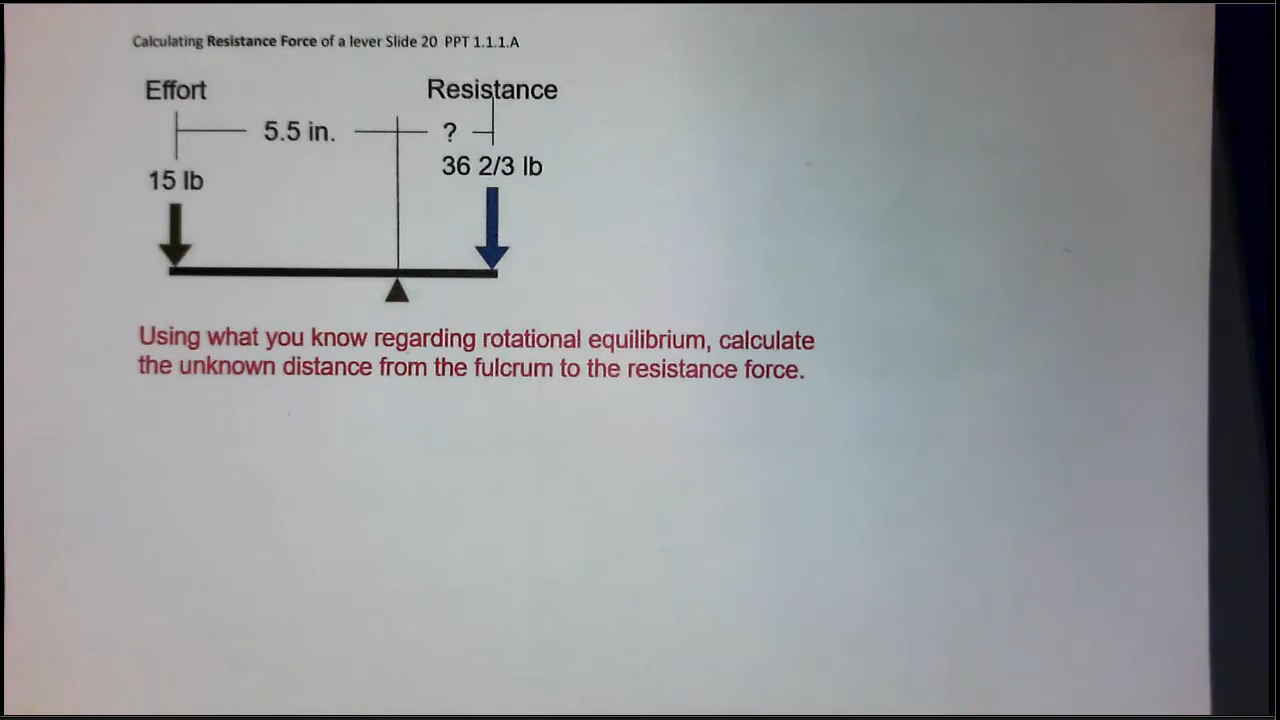 Calculating Resistance Force of a lever Slide 20 PPT 1.1.1.A
Effort Resistance
5.5 in. ?
15 lb 36 2/3 lb
Using what you know regarding rotational equilibrium, calculate
the unknown distance from the fulcrum to the resistance force.